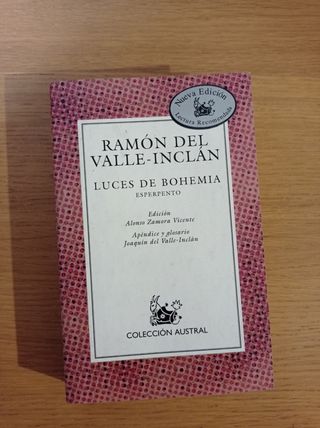 Nueva Edición
Lectura Recomendada
RAMÓN DEL
VALLE-INCLÁN
LUCES DE BOHEMIA
ESPERPENTO
Edición
Alonso Zamora Vicente
Apéndice y glosario
Joaquín del Valle-Inclán
COLECCIÓN AUSTRAL